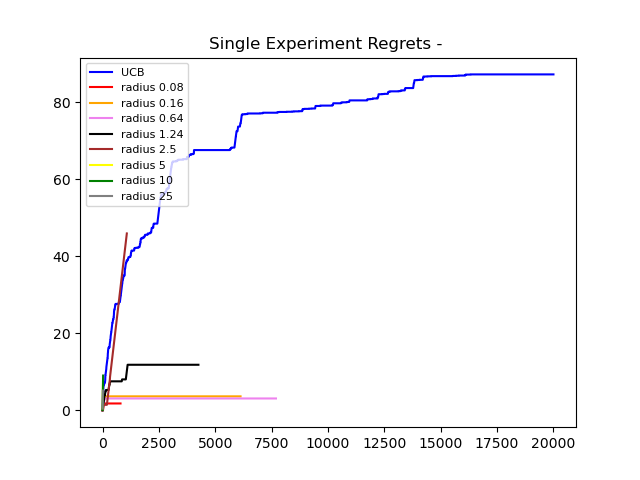 Single Experiment Regrets -
UCB
radius 0.08
radius 0.16
radius 0.64
radius 1.24
radius 2.5
radius 5
radius 10
radius 25
80
60
40
20
0
0 2500 5000 7500 10000 12500 15000 17500 20000